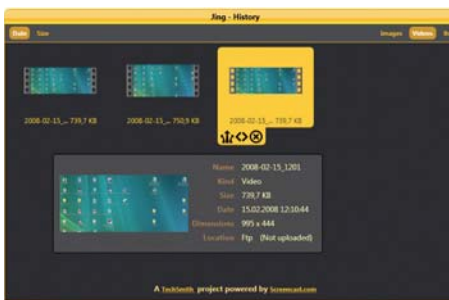 Jing - History
Date Size Images Videos
2008-02-15_... 739,7 KB 2008-02-15_... 750,9 KB 2008-02-15_... 739,7 KB
Name 2008-02-15_1201
Kind Video
Size 739,7 KB
Date 15.02.2008 12:10:44
Dimensions 995 x 444
Location Ftp (Not uploaded)
A TechSmith project powered by Screencast.com